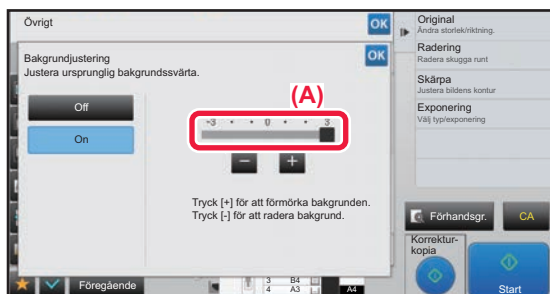 Övrigt
OK
Bakgrundjustering
Justera ursprunglig bakgrundssvärta.
OK
Off
On
(A)
-3 0 3
− +
Tryck [+] för att förmörka bakgrunden.
Tryck [-] för att radera bakgrund.
Föregående
3 B4
4 A3
A4
Original
Ändra storlek/riktning.
Radering
Radera skugga runt
Skärpa
Justera bildens kontur
Exponering
Välj typ/exponering
Förhandsgr.
CA
Korrektur-
kopia
Start